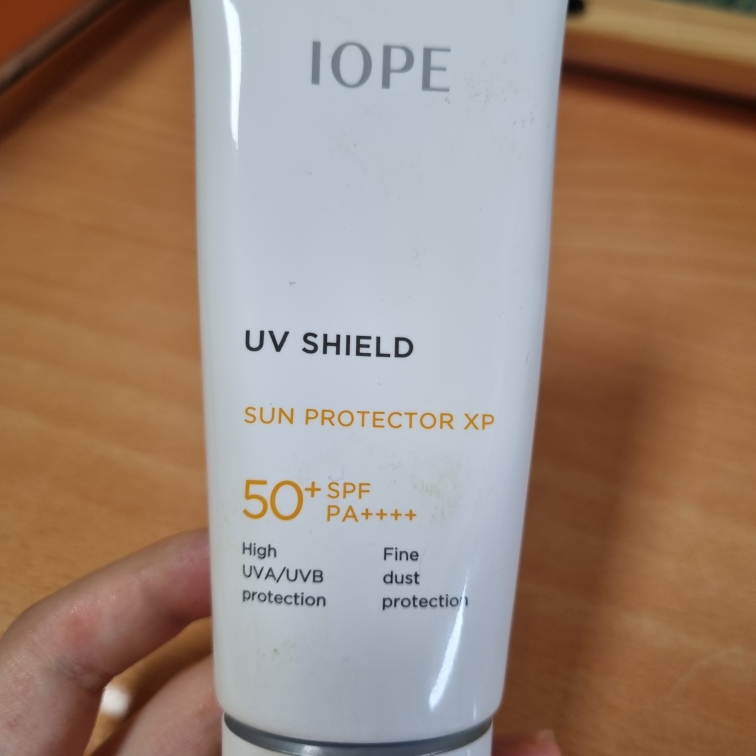 IOPE
UV SHIELD
SUN PROTECTOR XP
50+ SPF
PA++++
High
UVA/UVB
protection
Fine
dust
protection